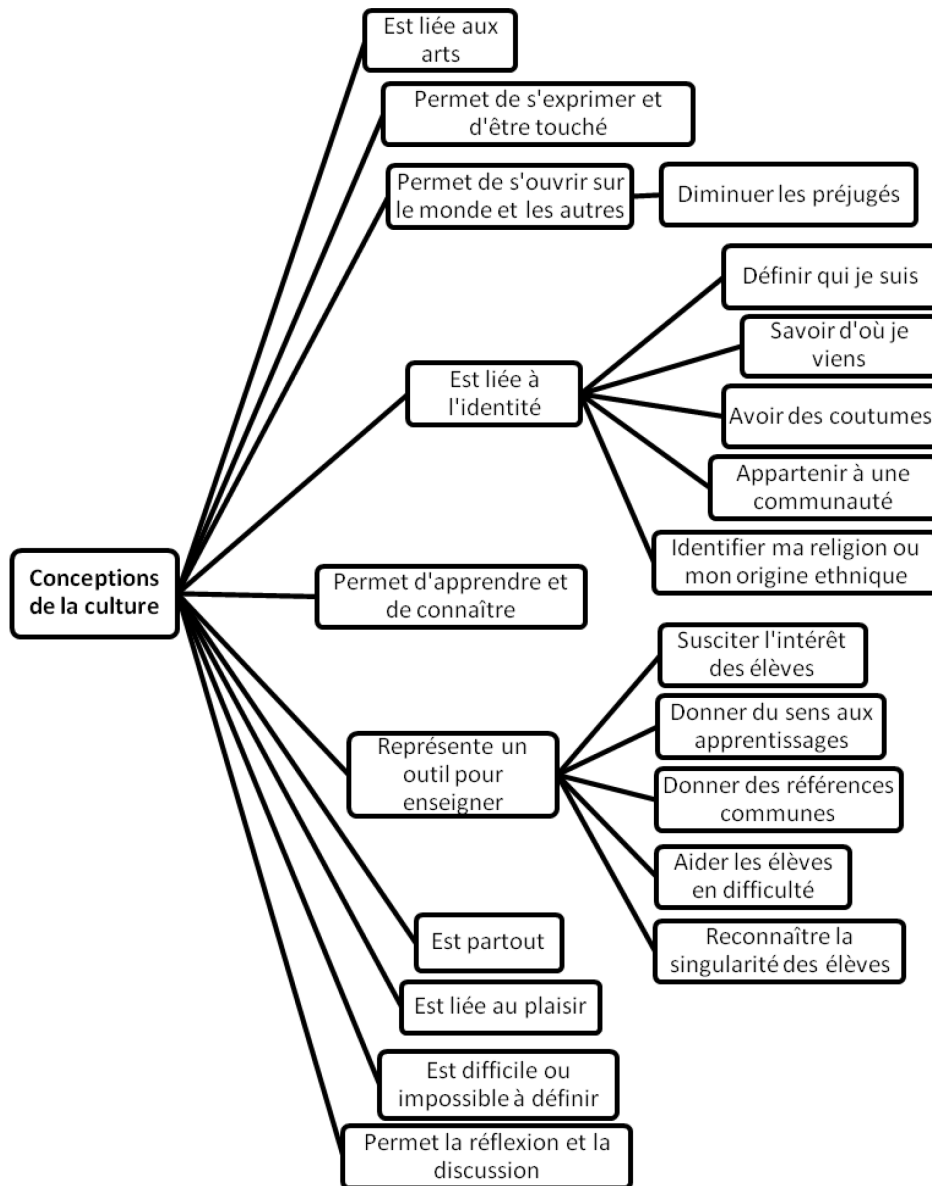 Est liée aux
arts
Permet de s'exprimer et
d'être touché
Permet de s'ouvrir sur
le monde et les autres
Diminuer les préjugés
Est liée à
l'identité
Définir qui je suis
Savoir d'où je
viens
Avoir des coutumes
Appartenir à une
communauté
Identifier ma religion ou
mon origine ethnique
Conceptions
de la culture
Permet d'apprendre et
de connaître
Représente un
outil pour
enseigner
Susciter l'intérêt
des élèves
Donner du sens aux
apprentissages
Donner des références
communes
Aider les élèves
en difficulté
Reconnaître la
singularité des élèves
Est partout
Est liée au plaisir
Est difficile ou
impossible à définir
Permet la réflexion et la
discussion